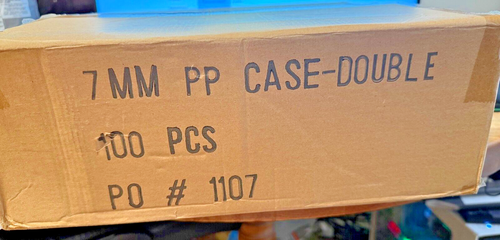 7MM PP CASE-DOUBLE
100 PCS
PO # 1107